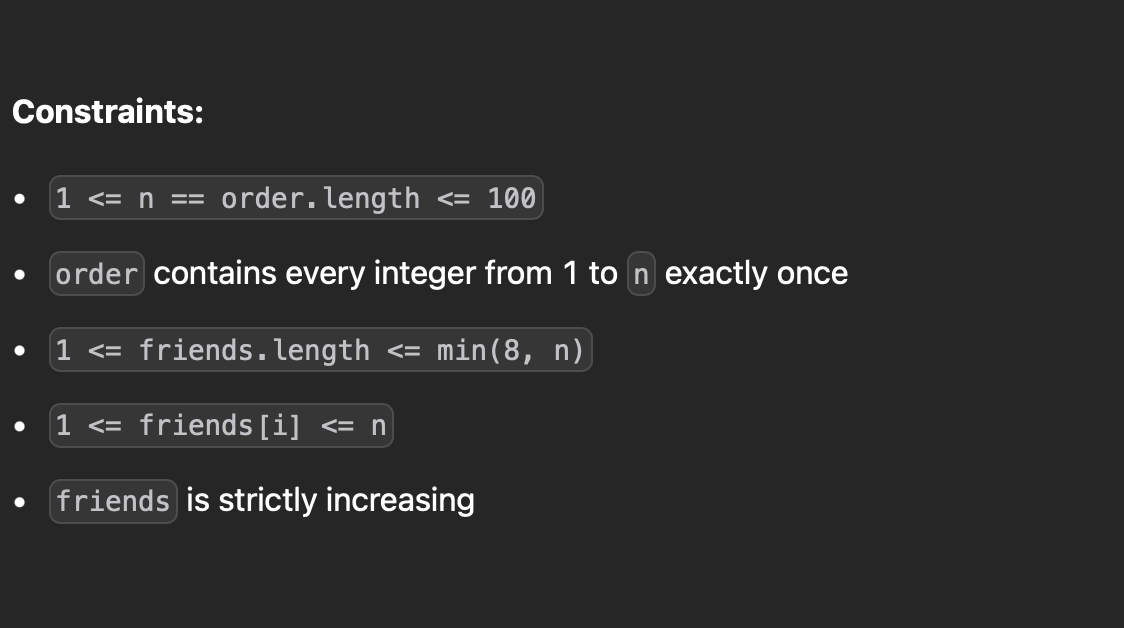 Constraints:
• 1 <= n == order.length <= 100
• order contains every integer from 1 to n exactly once
• 1 <= friends.length <= min(8, n)
• 1 <= friends[i] <= n
• friends is strictly increasing